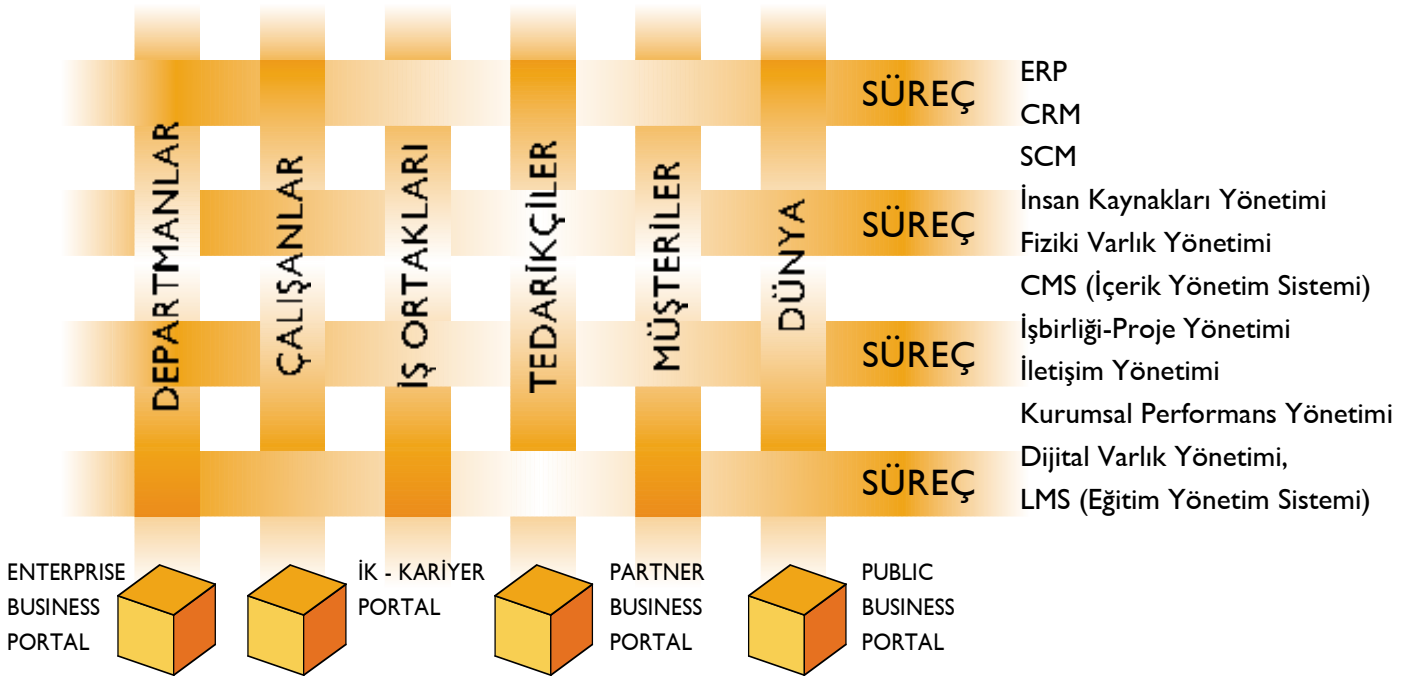 SÜREÇ
SÜREÇ
SÜREÇ
SÜREÇ
DEPARTMANLAR
ÇALIŞANLAR
İŞ ORTAKLARI
TEDARİKÇİLER
MÜŞTERİLER
DÜNYA
ERP
CRM
SCM
İnsan Kaynakları Yönetimi
Fiziki Varlık Yönetimi
CMS (İçerik Yönetim Sistemi)
İşbirliği-Proje Yönetimi
İletişim Yönetimi
Kurumsal Performans Yönetimi
Dijital Varlık Yönetimi,
LMS (Eğitim Yönetim Sistemi)
ENTERPRISE
BUSINESS
PORTAL
İK - KARİYER
PORTAL
PARTNER
BUSINESS
PORTAL
PUBLIC
BUSINESS
PORTAL